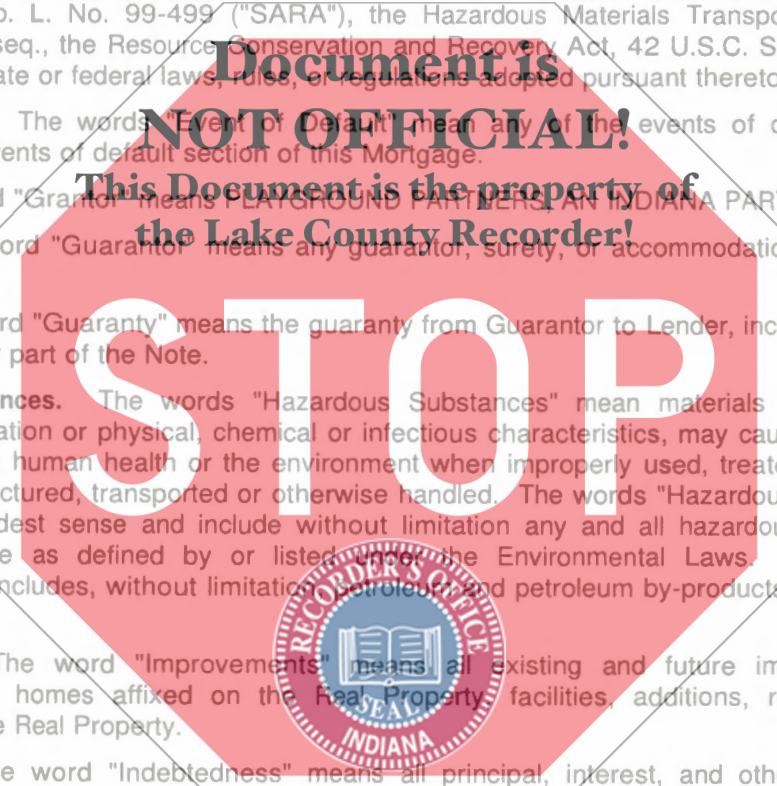 o. L. No. 99-499 ("SARA"), the Hazardous Materials Transpo
seq., the Resource Conservation and Recovery Act, 42 U.S.C. S
ate or federal laws, rules, or regulations adopted pursuant thereto
Document is
The words "Event of Default" mean any of the events of d
NOT OFFICIAL!
ents of default section of this Mortgage.
This Document is the property of
d "Grantor" means PLAYGROUND PARTNERS, AN INDIANA PAR
the Lake County Recorder!
ord "Guarantor" means any guarantor, surety, or accommodatio
rd "Guaranty" means the guaranty from Guarantor to Lender, inc
part of the Note.
STOP
nces. The words "Hazardous Substances" mean materials
ation or physical, chemical or infectious characteristics, may cau
human health or the environment when improperly used, treate
ctured, transported or otherwise handled. The words "Hazardou
dest sense and include without limitation any and all hazardou
e as defined by or listed under the Environmental Laws.
ncludes, without limitation, petroleum and petroleum by-products
RECORDER'S OFFICE
The word "Improvements" means all existing and future im
homes affixed on the Real Property, facilities, additions, r
SEAL
e Real Property.
INDIANA
e word "Indebtedness" means all principal, interest, and oth